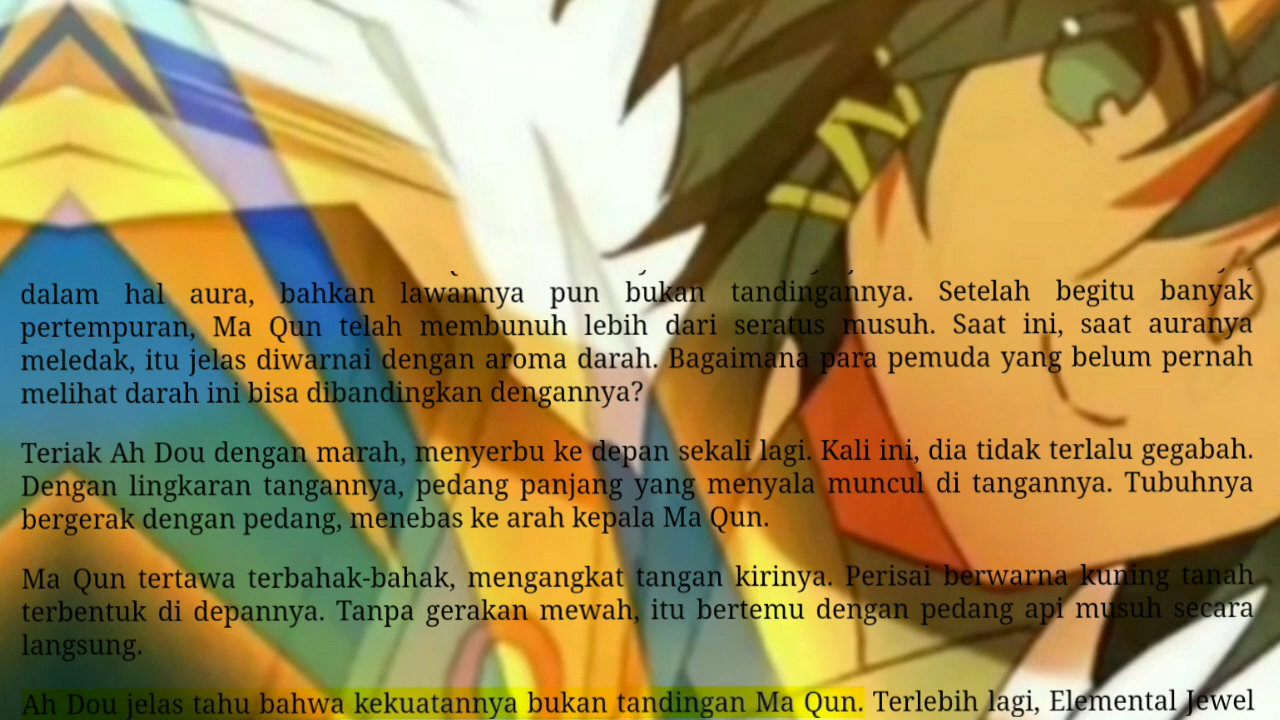 dalam hal aura, bahkan lawannya pun bukan tandingannya. Setelah begitu banyak
pertempuran, Ma Qun telah membunuh lebih dari seratus musuh. Saat ini, saat auranya
meledak, itu jelas diwarnai dengan aroma darah. Bagaimana para pemuda yang belum pernah
melihat darah ini bisa dibandingkan dengannya?
Teriak Ah Dou dengan marah, menyerbu ke depan sekali lagi. Kali ini, dia tidak terlalu gegabah.
Dengan lingkaran tangannya, pedang panjang yang menyala muncul di tangannya. Tubuhnya
bergerak dengan pedang, menebas ke arah kepala Ma Qun.
Ma Qun tertawa terbahak-bahak, mengangkat tangan kirinya. Perisai berwarna kuning tanah
terbentuk di depannya. Tanpa gerakan mewah, itu bertemu dengan pedang api musuh secara
langsung.
Ah Dou jelas tahu bahwa kekuatannya bukan tandingan Ma Qun. Terlebih lagi, Elemental Jewel